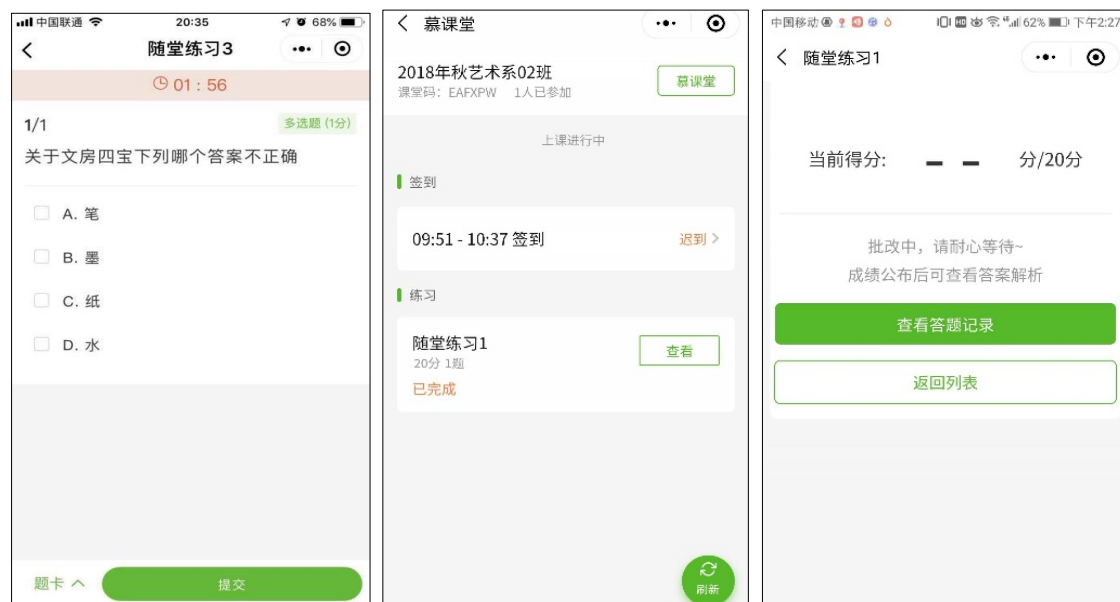 中国联通
20:35
68%
随堂练习3
01 : 56
1/1
多选题 (1分)
关于文房四宝下列哪个答案不正确
A. 笔
B. 墨
C. 纸
D. 水
题卡
提交
慕课堂
2018年秋艺术系02班
课堂码: EAFXPW 1人已参加
慕课堂
上课进行中
签到
09:51 - 10:37 签到
迟到
练习
随堂练习1
20分 1题
已完成
查看
刷新
中国移动
HD
62%
下午2:27
随堂练习1
当前得分: – – 分/20分
批改中，请耐心等待~
成绩公布后可查看答案解析
查看答题记录
返回列表